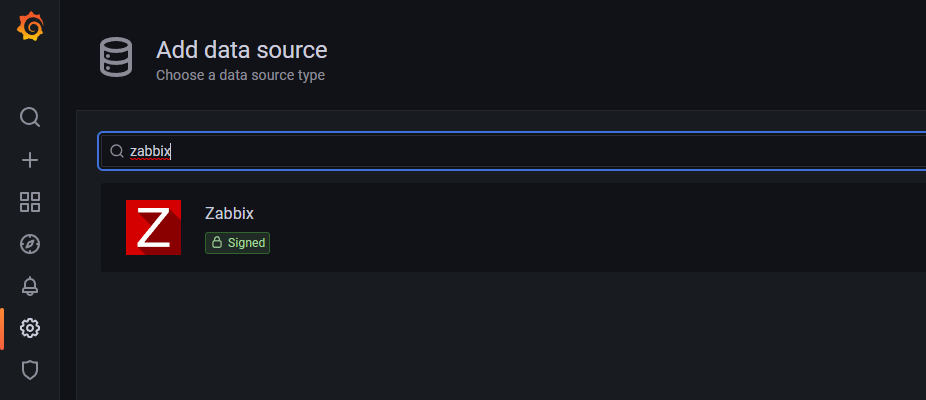 Add data source
Choose a data source type
zabbix
Z
Zabbix
Signed